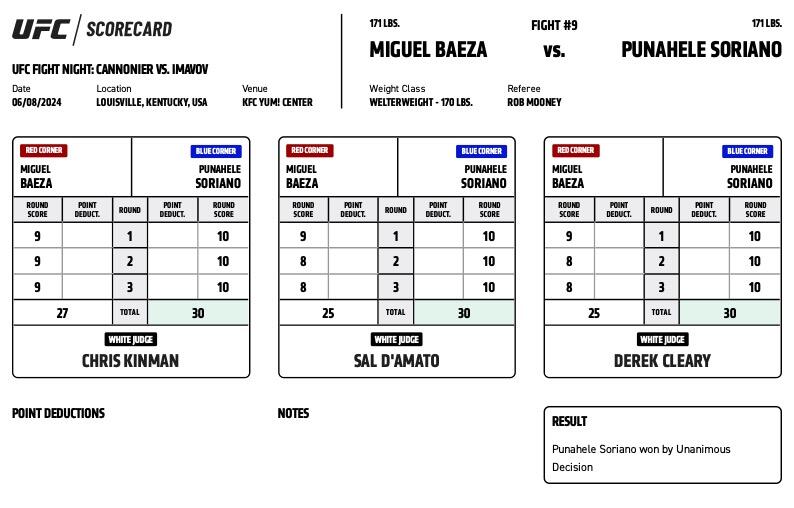 UFC SCORECARD
UFC FIGHT NIGHT: CANNONIER VS. IMAVOV
Date Location Venue
06/08/2024 LOUISVILLE, KENTUCKY, USA KFC YUM! CENTER
171 LBS. FIGHT #9 171 LBS.
MIGUEL BAEZA vs. PUNAHELE SORIANO
Weight Class Referee
WELTERWEIGHT - 170 LBS. ROB MOONEY
RED CORNER BLUE CORNER
MIGUEL PUNAHELE
BAEZA SORIANO
ROUND POINT ROUND POINT ROUND
SCORE DEDUCT. DEDUCT. SCORE
9 1 10
9 2 10
9 3 10
27 TOTAL 30
WHITE JUDGE
CHRIS KINMAN
RED CORNER BLUE CORNER
MIGUEL PUNAHELE
BAEZA SORIANO
ROUND POINT ROUND POINT ROUND
SCORE DEDUCT. DEDUCT. SCORE
9 1 10
8 2 10
8 3 10
25 TOTAL 30
WHITE JUDGE
SAL D'AMATO
RED CORNER BLUE CORNER
MIGUEL PUNAHELE
BAEZA SORIANO
ROUND POINT ROUND POINT ROUND
SCORE DEDUCT. DEDUCT. SCORE
9 1 10
8 2 10
8 3 10
25 TOTAL 30
WHITE JUDGE
DEREK CLEARY
POINT DEDUCTIONS
NOTES
RESULT
Punahele Soriano won by Unanimous
Decision